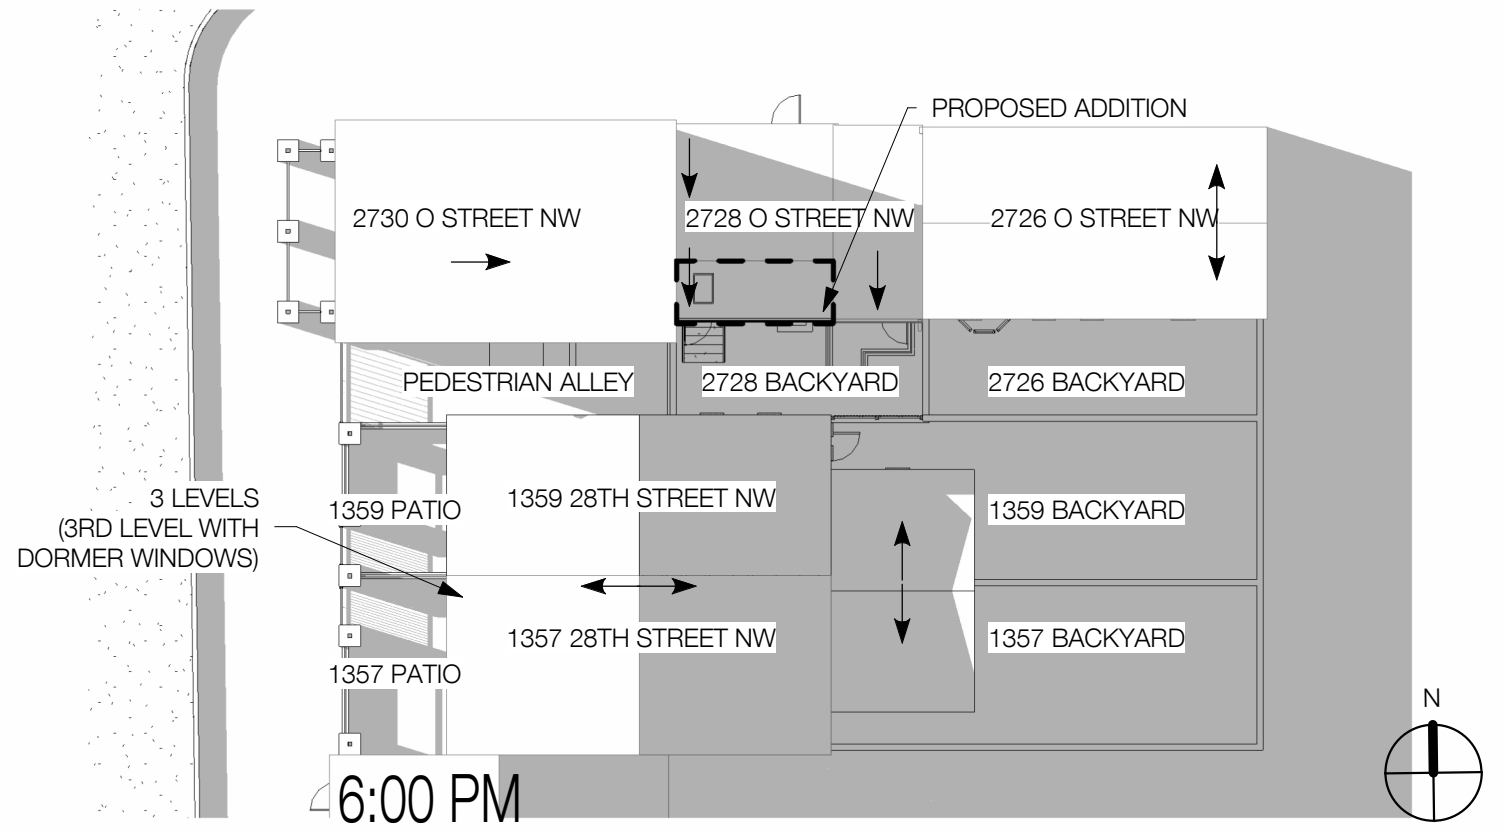 PROPOSED ADDITION
2730 O STREET NW
2728 O STREET NW
2726 O STREET NW
PEDESTRIAN ALLEY
2728 BACKYARD
2726 BACKYARD
3 LEVELS
(3RD LEVEL WITH
DORMER WINDOWS)
1359 PATIO
1359 28TH STREET NW
1359 BACKYARD
1357 28TH STREET NW
1357 BACKYARD
1357 PATIO
N
6:00 PM